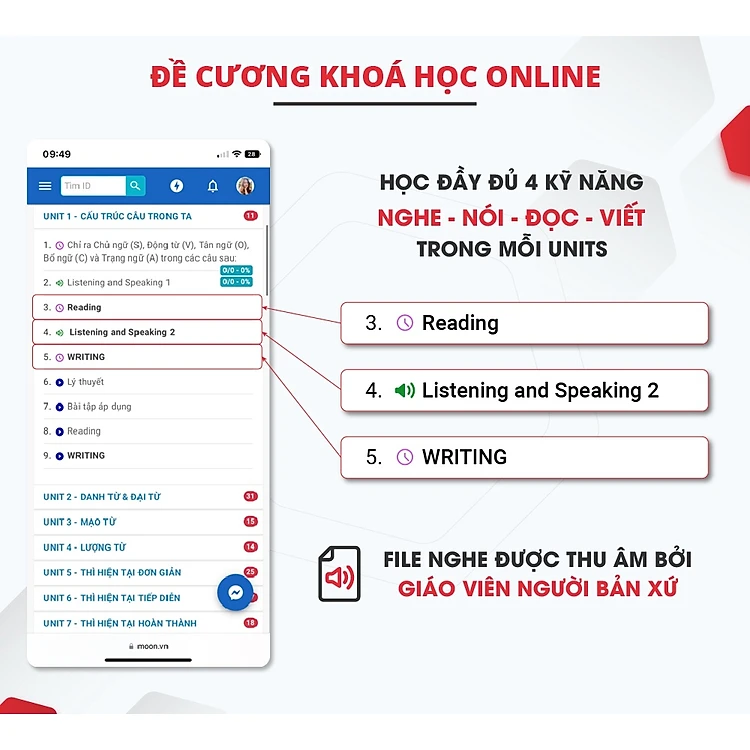 ĐỀ CƯƠNG KHOÁ HỌC ONLINE
09:49
28
Tìm ID
UNIT 1 - CẤU TRÚC CÂU TRONG TA
11
1. Chỉ ra Chủ ngữ (S), Động từ (V), Tân ngữ (O),
Bổ ngữ (C) và Trạng ngữ (A) trong các câu sau:
0/0 - 0%
2. Listening and Speaking 1
0/0 - 0%
3. Reading
4. Listening and Speaking 2
5. WRITING
6. Lý thuyết
7. Bài tập áp dụng
8. Reading
9. WRITING
UNIT 2 - DANH TỪ & ĐẠI TỪ
31
UNIT 3 - MẠO TỪ
15
UNIT 4 - LƯỢNG TỪ
14
UNIT 5 - THÌ HIỆN TẠI ĐƠN GIẢN
25
UNIT 6 - THÌ HIỆN TẠI TIẾP DIỄN
UNIT 7 - THÌ HIỆN TẠI HOÀN THÀNH
18
moon.vn
HỌC ĐẦY ĐỦ 4 KỸ NĂNG
NGHE - NÓI - ĐỌC - VIẾT
TRONG MỖI UNITS
3. Reading
4. Listening and Speaking 2
5. WRITING
FILE NGHE ĐƯỢC THU ÂM BỞI
GIÁO VIÊN NGƯỜI BẢN XỨ